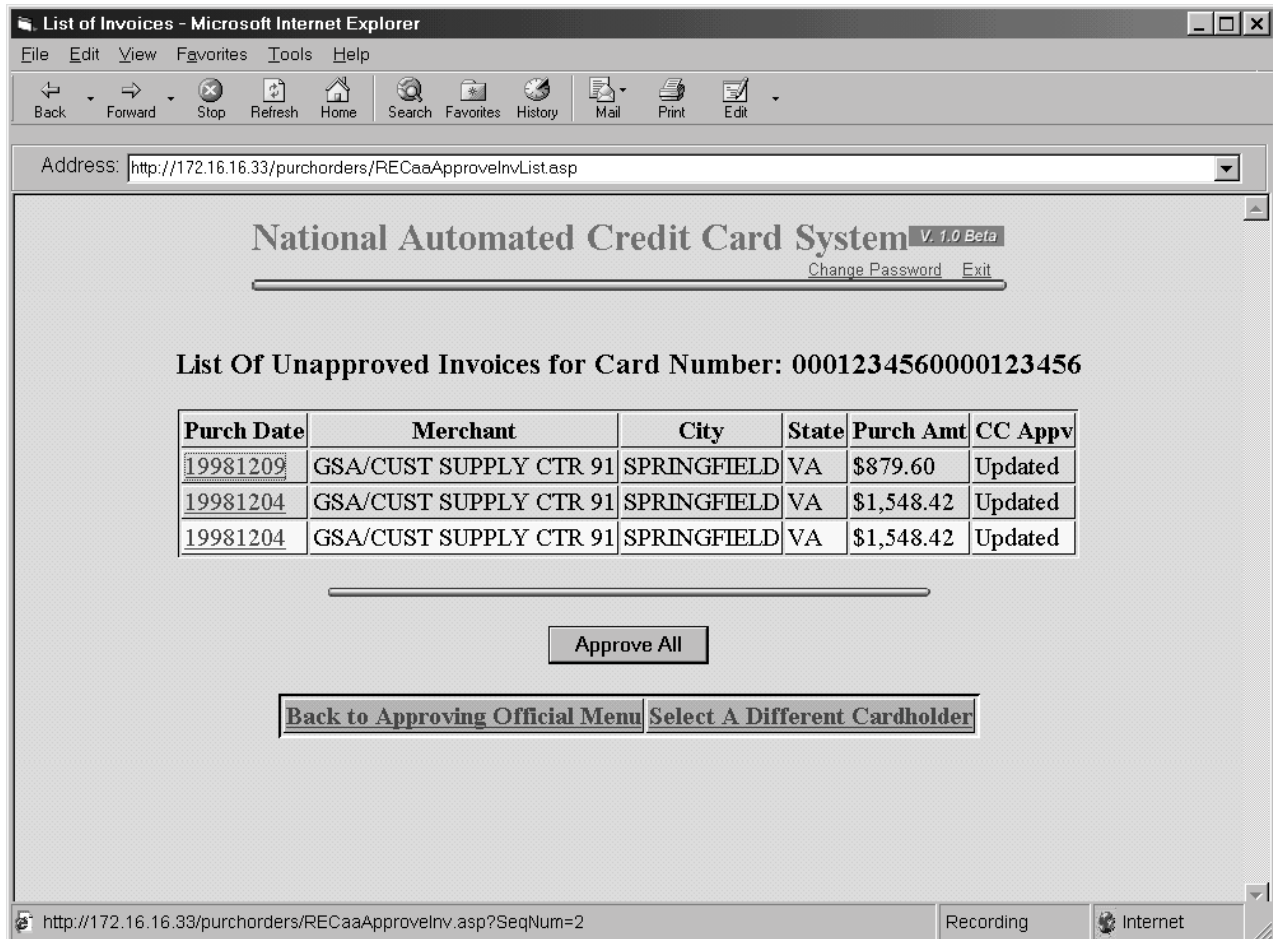 List of Invoices - Microsoft Internet Explorer
File Edit View Favorites Tools Help
Back Forward Stop Refresh Home Search Favorites History Mail Print Edit
Address: http://172.16.16.33/purchorders/RECaaApproveInvList.asp
National Automated Credit Card System V. 1.0 Beta
Change Password Exit
List Of Unapproved Invoices for Card Number: 0001234560000123456
Purch Date Merchant City State Purch Amt CC Appv
19981209 GSA/CUST SUPPLY CTR 91 SPRINGFIELD VA $879.60 Updated
19981204 GSA/CUST SUPPLY CTR 91 SPRINGFIELD VA $1,548.42 Updated
19981204 GSA/CUST SUPPLY CTR 91 SPRINGFIELD VA $1,548.42 Updated
Approve All
Back to Approving Official Menu Select A Different Cardholder
http://172.16.16.33/purchorders/RECaaApproveInv.asp?SeqNum=2 Recording Internet